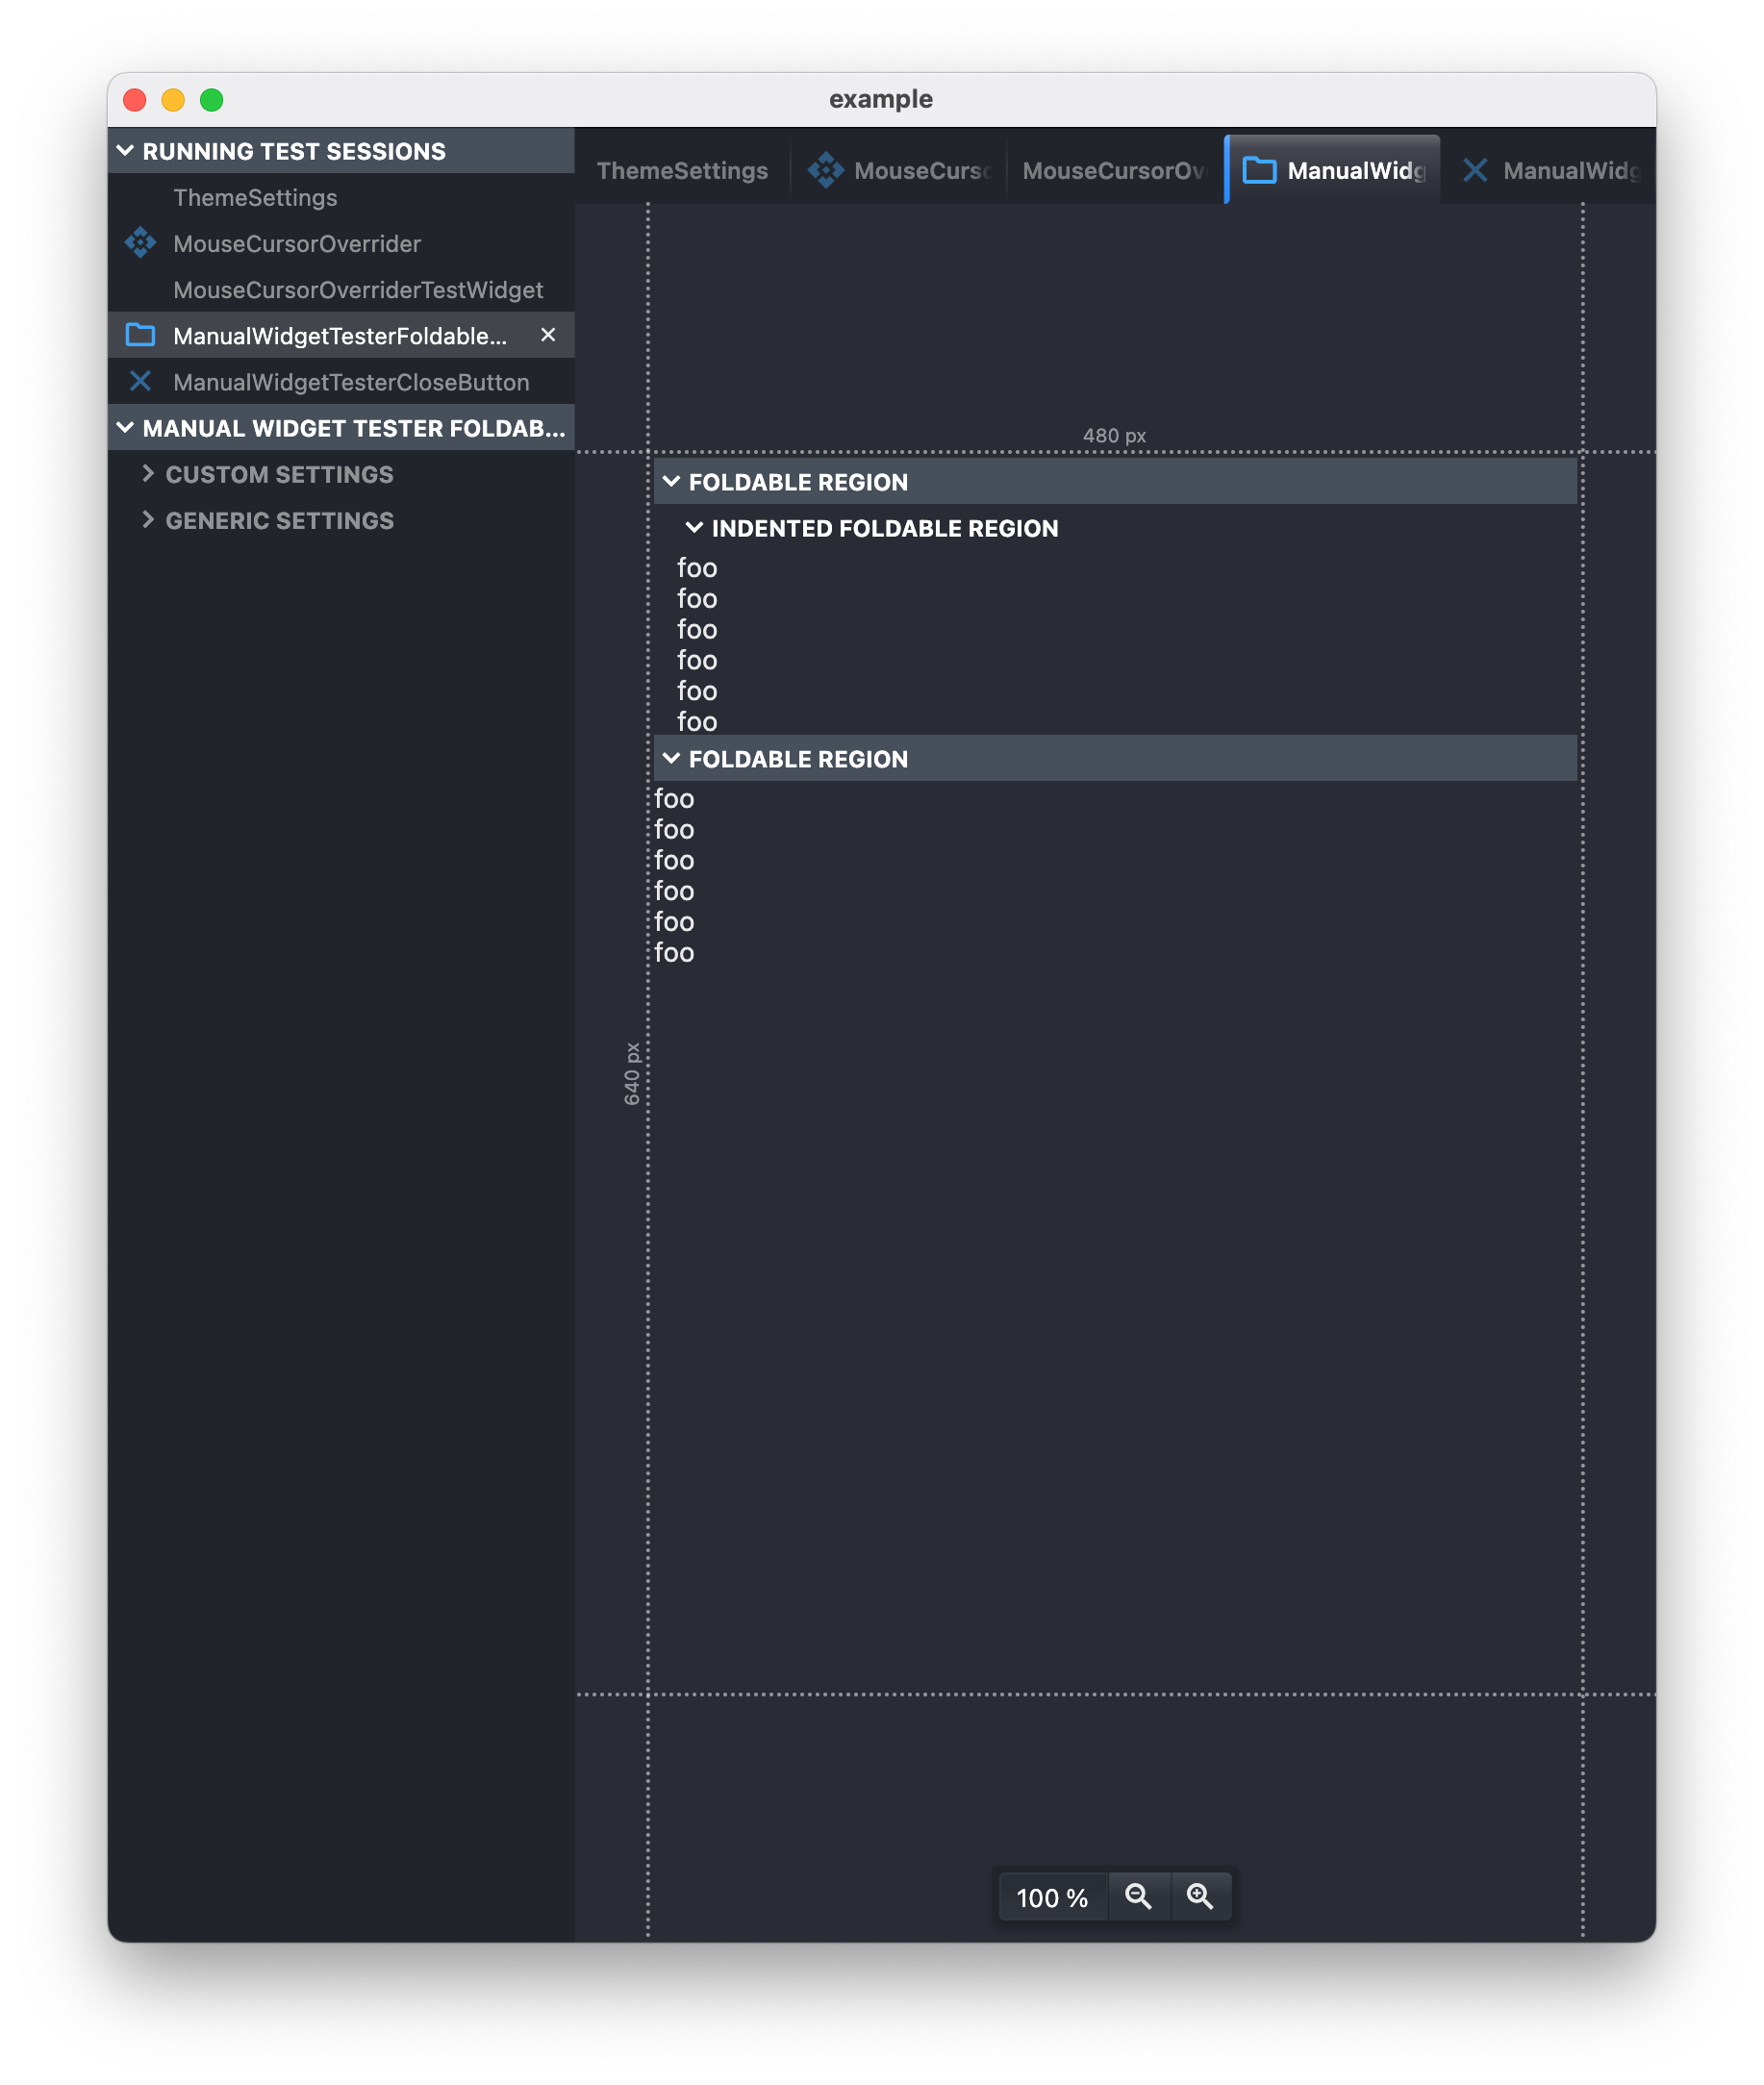 example
RUNNING TEST SESSIONS
ThemeSettings
MouseCursorOverrider
MouseCursorOverriderTestWidget
ManualWidgetTesterFoldable...
ManualWidgetTesterCloseButton
MANUAL WIDGET TESTER FOLDAB...
CUSTOM SETTINGS
GENERIC SETTINGS
ThemeSettings MouseCurso MouseCursorOv ManualWidg ManualWidg
480 px
FOLDABLE REGION
INDENTED FOLDABLE REGION
foo
foo
foo
foo
foo
foo
FOLDABLE REGION
foo
foo
foo
foo
foo
foo
640 px
100 %